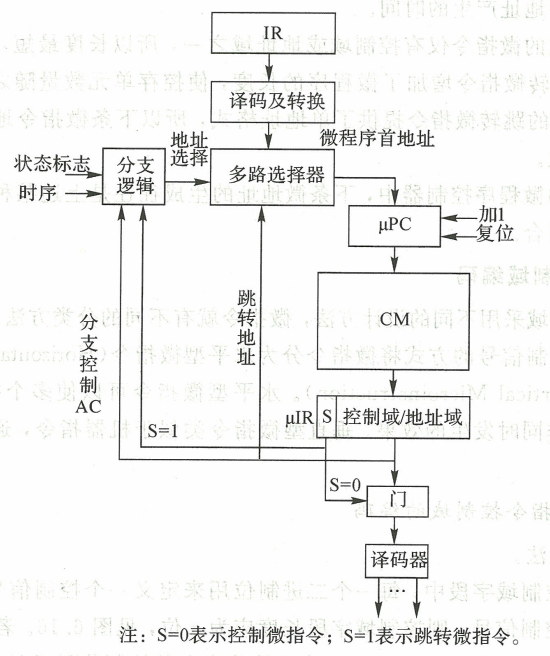 IR
译码及转换
地址
选择
微程序首地址
状态标志
时序
分支
逻辑
多路选择器
μPC
加1
复位
跳转地址
CM
分支控制
AC
S=1
μIR
S
控制域/地址域
S=0
门
译码器
...
注：S=0表示控制微指令；S=1表示跳转微指令。